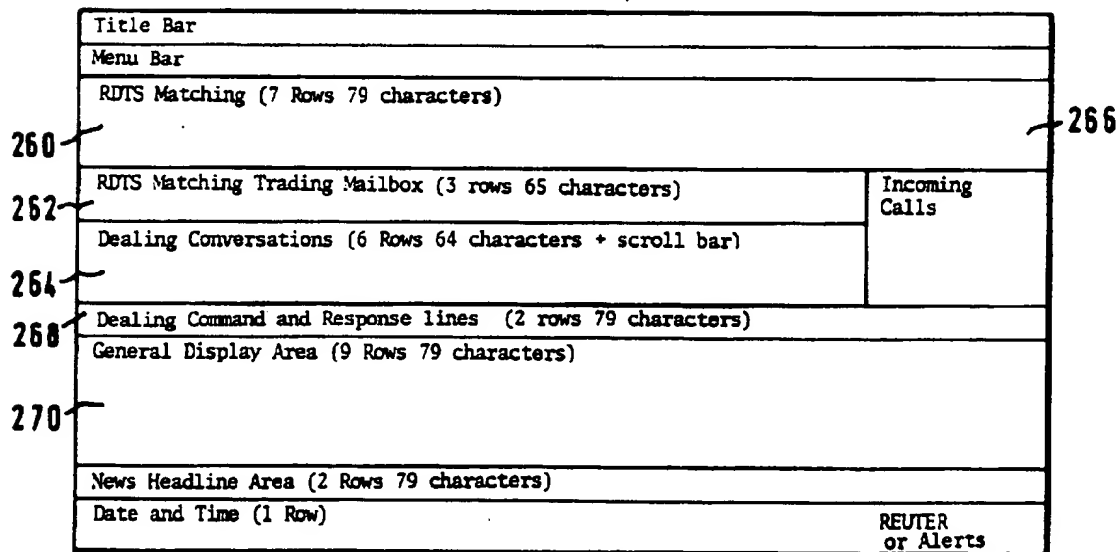 Title Bar
Menu Bar
RDTS Matching (7 Rows 79 characters)
260
266
RDTS Matching Trading Mailbox (3 rows 65 characters)
Incoming
Calls
262
Dealing Conversations (6 Rows 64 characters + scroll bar)
264
Dealing Command and Response lines (2 rows 79 characters)
268
General Display Area (9 Rows 79 characters)
270
News Headline Area (2 Rows 79 characters)
Date and Time (1 Row)
REUTER
or Alerts